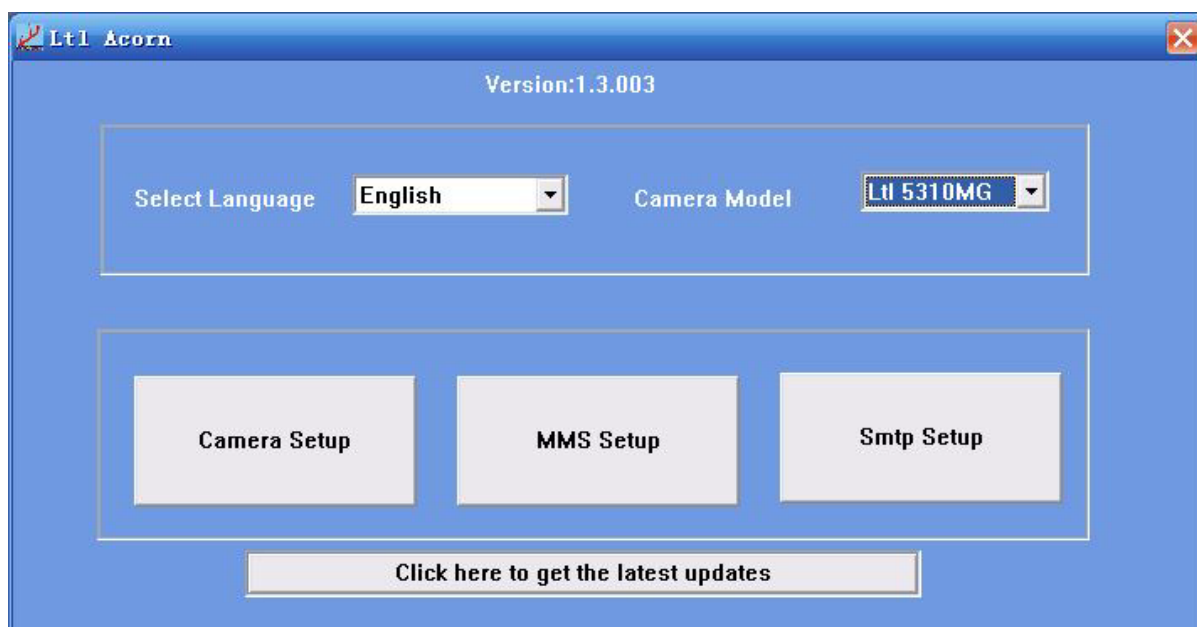 Ltl Acorn
Version:1.3.003
Select Language English Camera Model Ltl 5310MG
Camera Setup MMS Setup Smtp Setup
Click here to get the latest updates